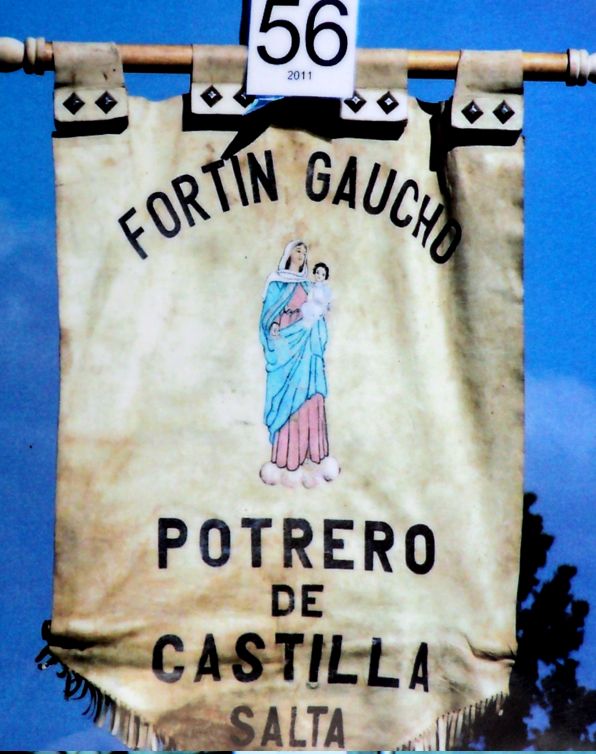 56
2011
FORTIN GAUCHO
POTRERO
DE
CASTILLA
SALTA